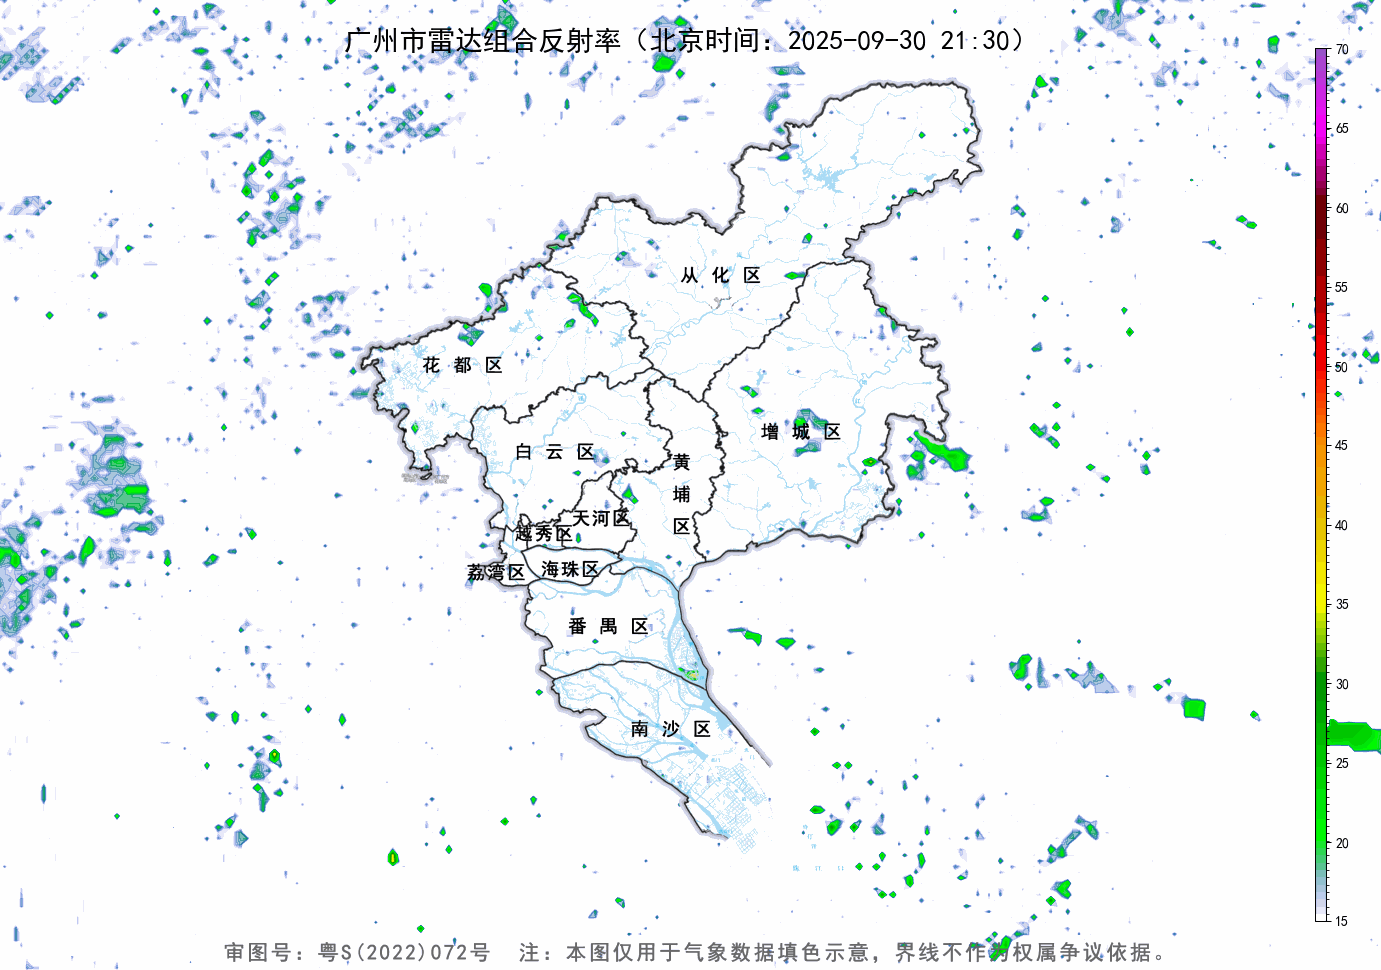 广州市雷达组合反射率（北京时间：2025-09-30 21:30）
70
65
60
55
50
45
40
35
30
25
20
15
从化区
花都区
增城区
白云区
黄埔区
天河区
越秀区
海珠区
荔湾区
番禺区
南沙区
审图号：粤S(2022)072号 注：本图仅用于气象数据填色示意，界线不作为权属争议依据。